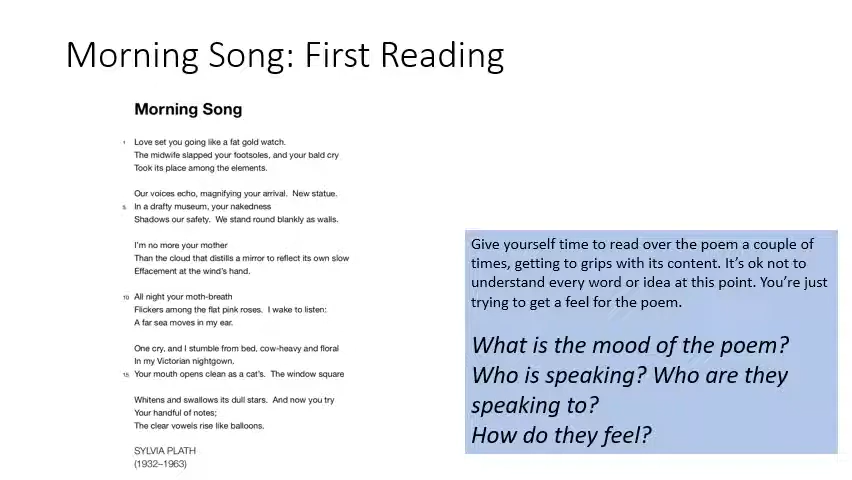 Morning Song: First Reading
Morning Song
1 Love set you going like a fat gold watch.
The midwife slapped your footsoles, and your bald cry
Took its place among the elements.
Our voices echo, magnifying your arrival. New statue.
5 In a drafty museum, your nakedness
Shadows our safety. We stand round blankly as walls.
I'm no more your mother
Than the cloud that distills a mirror to reflect its own slow
Effacement at the wind's hand.
10 All night your moth-breath
Flickers among the flat pink roses. I wake to listen:
A far sea moves in my ear.
One cry, and I stumble from bed, cow-heavy and floral
In my Victorian nightgown.
15 Your mouth opens clean as a cat's. The window square
Whitens and swallows its dull stars. And now you try
Your handful of notes;
The clear vowels rise like balloons.
SYLVIA PLATH
(1932–1963)
Give yourself time to read over the poem a couple of
times, getting to grips with its content. It's ok not to
understand every word or idea at this point. You're just
trying to get a feel for the poem.
What is the mood of the poem?
Who is speaking? Who are they
speaking to?
How do they feel?